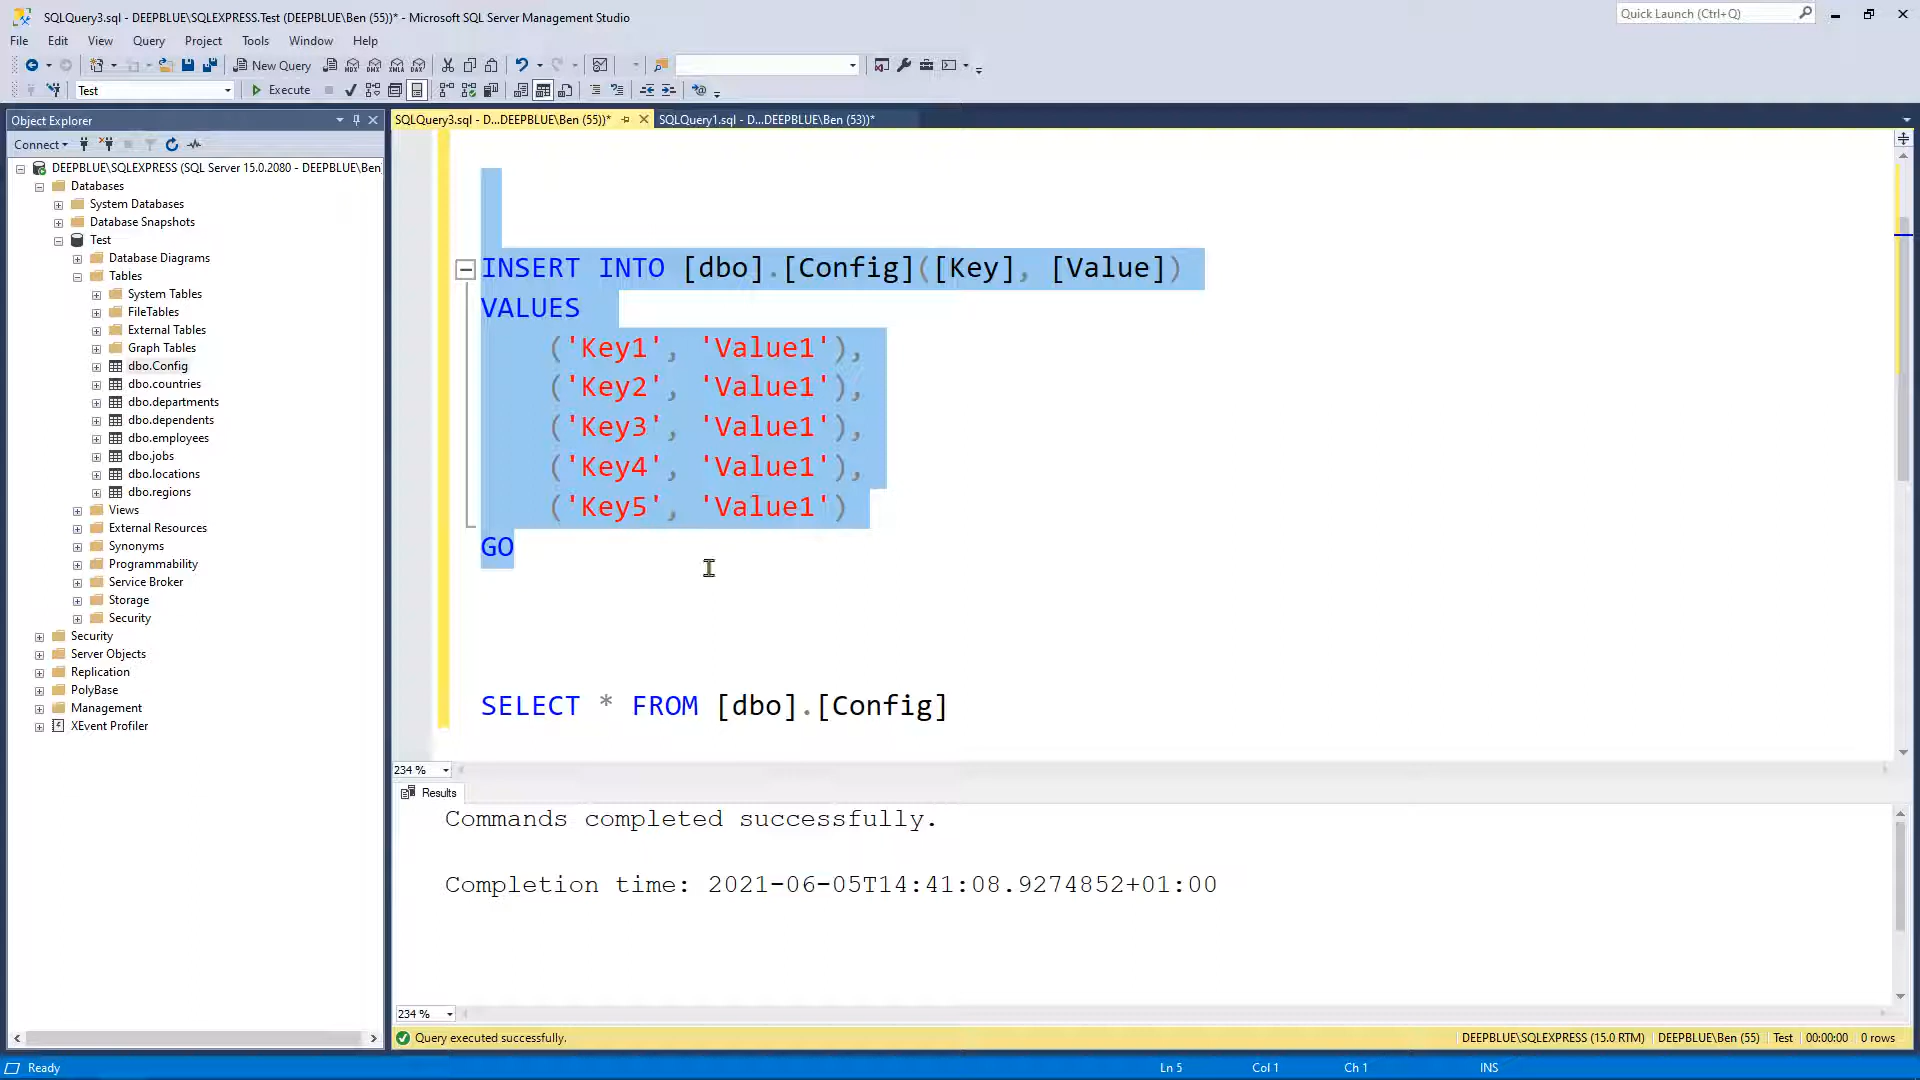 SQLQuery3.sql - DEEPBLUE\SQLEXPRESS.Test (DEEPBLUE\Ben (55))* - Microsoft SQL Server Management Studio
Quick Launch (Ctrl+Q)
File Edit View Query Project Tools Window Help
New Query
MDX DMX XMLA DAX
Test
Execute
Object Explorer
SQLQuery3.sql - D...DEEPBLUE\Ben (55))*
SQLQuery1.sql - D...DEEPBLUE\Ben (53))*
Connect
DEEPBLUE\SQLEXPRESS (SQL Server 15.0.2080 - DEEPBLUE\Ben
Databases
System Databases
Database Snapshots
Test
Database Diagrams
Tables
System Tables
FileTables
External Tables
Graph Tables
dbo.Config
dbo.countries
dbo.departments
dbo.dependents
dbo.employees
dbo.jobs
dbo.locations
dbo.regions
Views
External Resources
Synonyms
Programmability
Service Broker
Storage
Security
Security
Server Objects
Replication
PolyBase
Management
XEvent Profiler
INSERT INTO [dbo].[Config]([Key], [Value])
VALUES
('Key1', 'Value1'),
('Key2', 'Value1'),
('Key3', 'Value1'),
('Key4', 'Value1'),
('Key5', 'Value1')
GO
SELECT * FROM [dbo].[Config]
234 %
Results
Commands completed successfully.
Completion time: 2021-06-05T14:41:08.9274852+01:00
234 %
Query executed successfully.
DEEPBLUE\SQLEXPRESS (15.0 RTM)
DEEPBLUE\Ben (55)
Test
00:00:00
0 rows
Ready
Ln 5
Col 1
Ch 1
INS